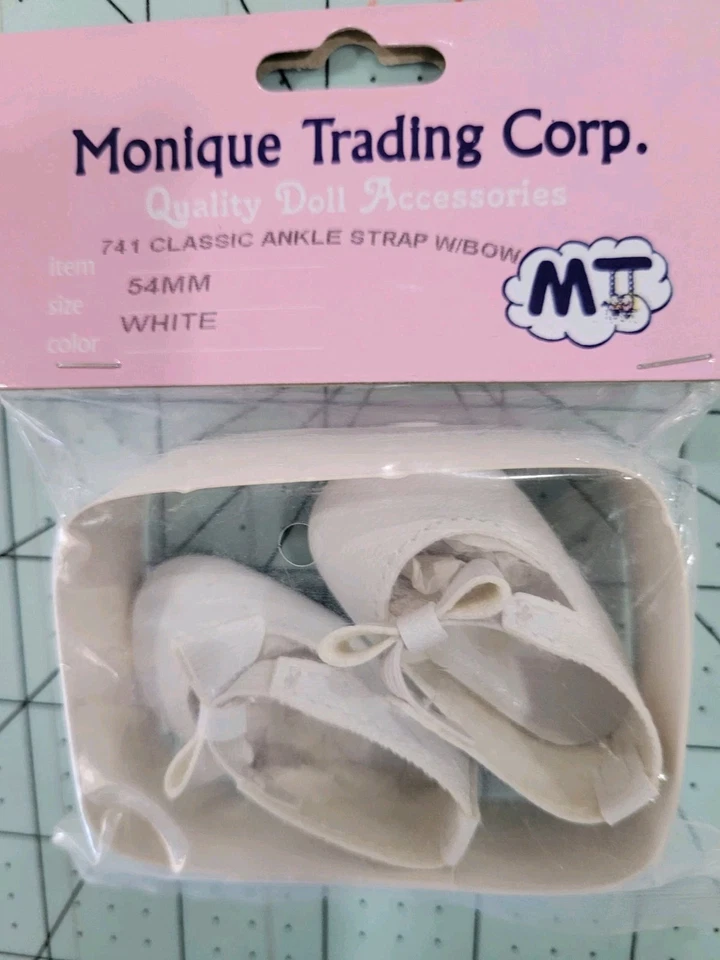 Monique Trading Corp.
Quality Doll Accessories
item 741 CLASSIC ANKLE STRAP W/BOW
size 54MM
color WHITE
MT